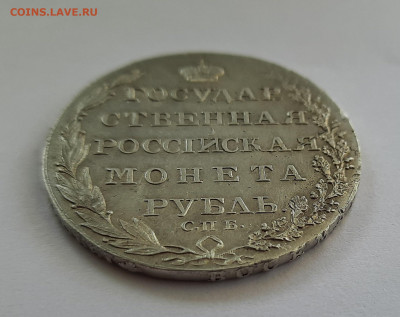 COINS.LAVE.RU
ГОСУДАР
СТВЕННАЯ
РОССІЙСКАЯ
МОНЕТА
РУБЛЬ
С.П.Б.